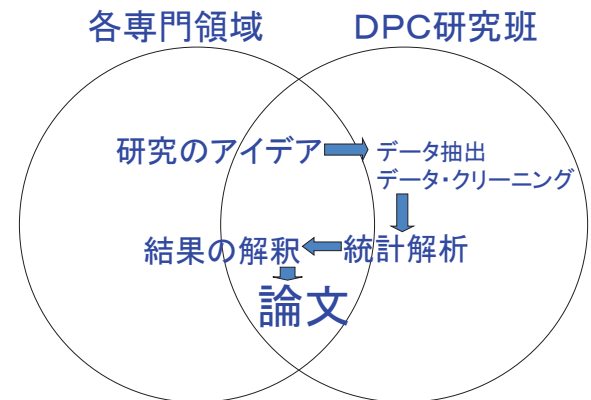 各専門領域
DPC研究班
研究のアイデア
データ抽出
データ・クリーニング
結果の解釈
統計解析
論文